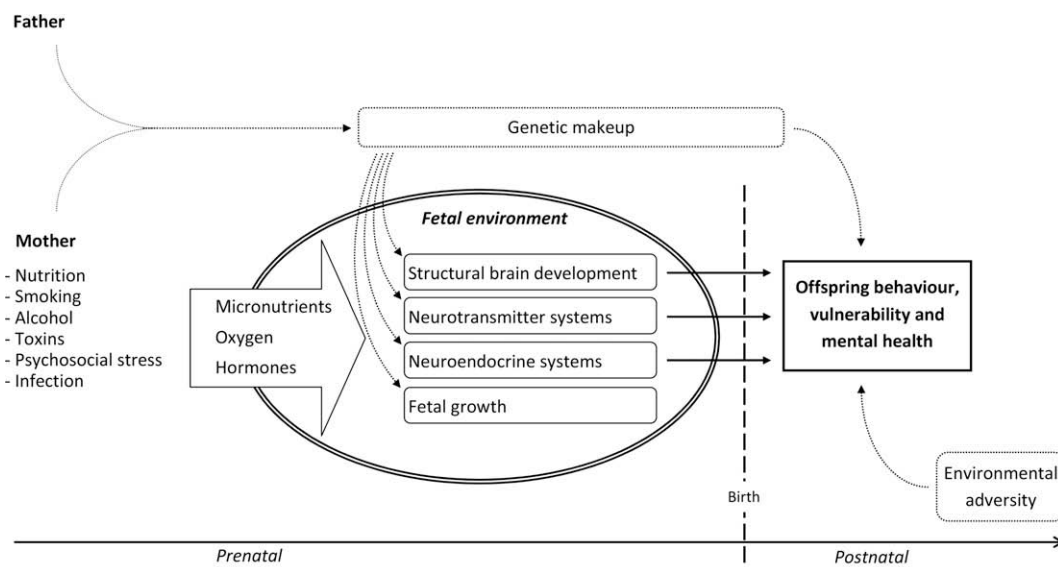 Father
Genetic makeup
Fetal environment
Mother
- Nutrition
- Smoking
- Alcohol
- Toxins
- Psychosocial stress
- Infection
Micronutrients
Oxygen
Hormones
Structural brain development
Neurotransmitter systems
Neuroendocrine systems
Fetal growth
Offspring behaviour,
vulnerability and
mental health
Environmental
adversity
Birth
Prenatal
Postnatal